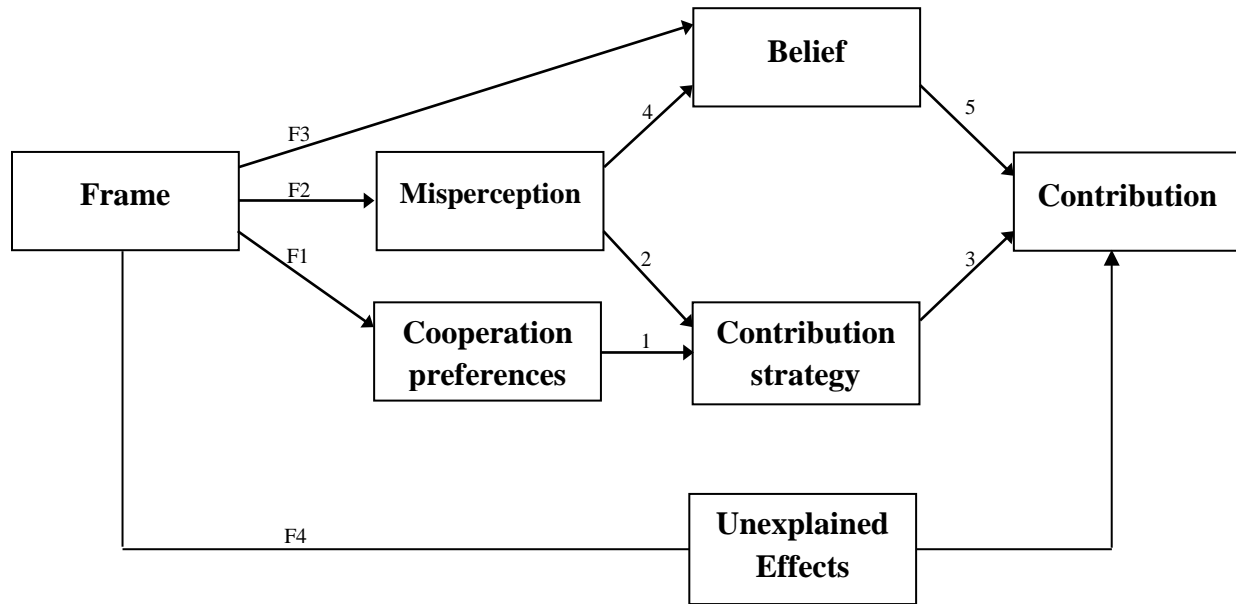 Belief
F3
4
5
Frame
F2
Misperception
Contribution
F1
2
3
Cooperation
preferences
1
Contribution
strategy
F4
Unexplained
Effects